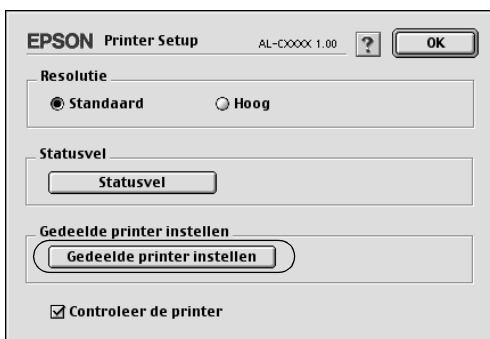 EPSON Printer Setup AL-CXXXX 1.00 ? OK
Resolutie
Standaard Hoog
Statusvel
Statusvel
Gedeelde printer instellen
Gedeelde printer instellen
Controleer de printer